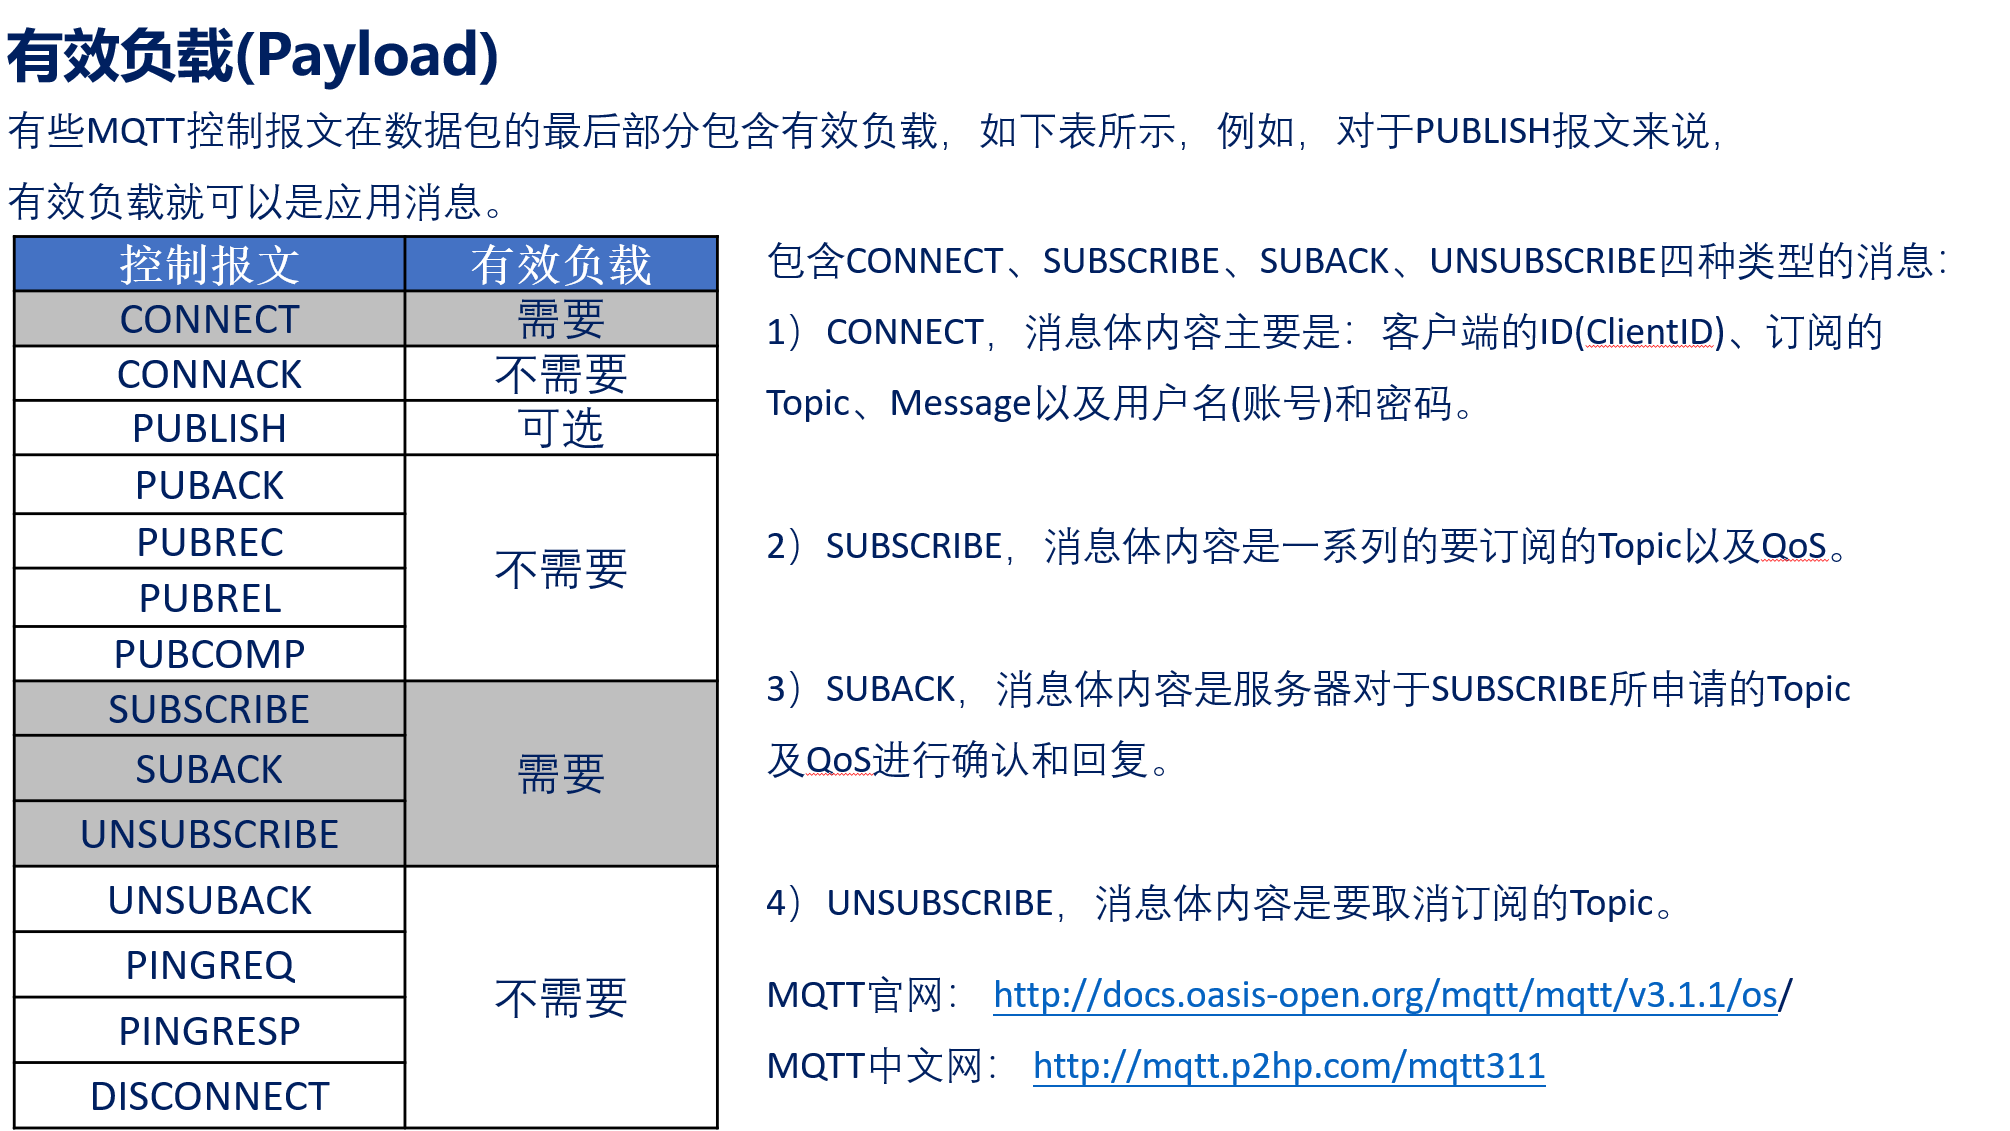 有效负载(Payload)
有些MQTT控制报文在数据包的最后部分包含有效负载，如下表所示，例如，对于PUBLISH报文来说，
有效负载就可以是应用消息。
控制报文 有效负载
CONNECT 需要
CONNACK 不需要
PUBLISH 可选
PUBACK
PUBREC
不需要
PUBREL
PUBCOMP
SUBSCRIBE
SUBACK 需要
UNSUBSCRIBE
UNSUBACK
PINGREQ
不需要
PINGRESP
DISCONNECT
包含CONNECT、SUBSCRIBE、SUBACK、UNSUBSCRIBE四种类型的消息：
1）CONNECT，消息体内容主要是：客户端的ID(ClientID)、订阅的
Topic、Message以及用户名(账号)和密码。
2）SUBSCRIBE，消息体内容是一系列的要订阅的Topic以及QoS。
3）SUBACK，消息体内容是服务器对于SUBSCRIBE所申请的Topic
及QoS进行确认和回复。
4）UNSUBSCRIBE，消息体内容是要取消订阅的Topic。
MQTT官网： http://docs.oasis-open.org/mqtt/mqtt/v3.1.1/os/
MQTT中文网： http://mqtt.p2hp.com/mqtt311